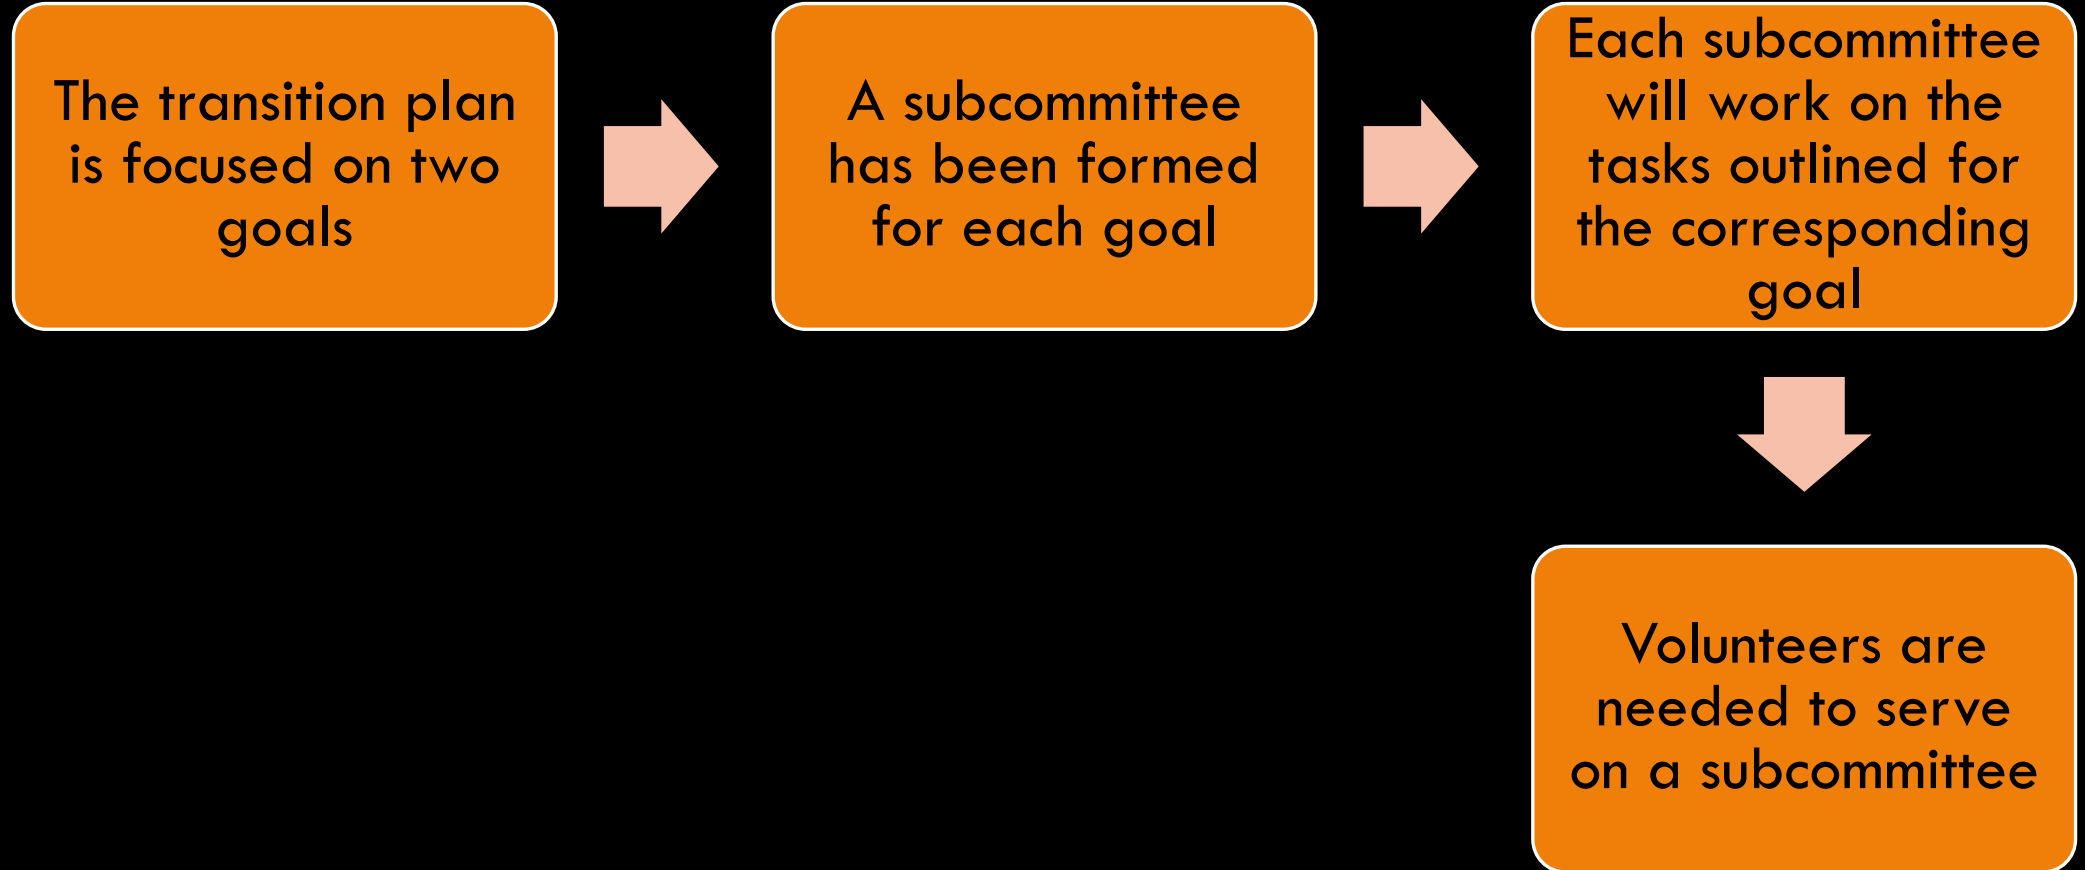 The transition plan
is focused on two
goals
A subcommittee
has been formed
for each goal
Each subcommittee
will work on the
tasks outlined for
the corresponding
goal
Volunteers are
needed to serve
on a subcommittee